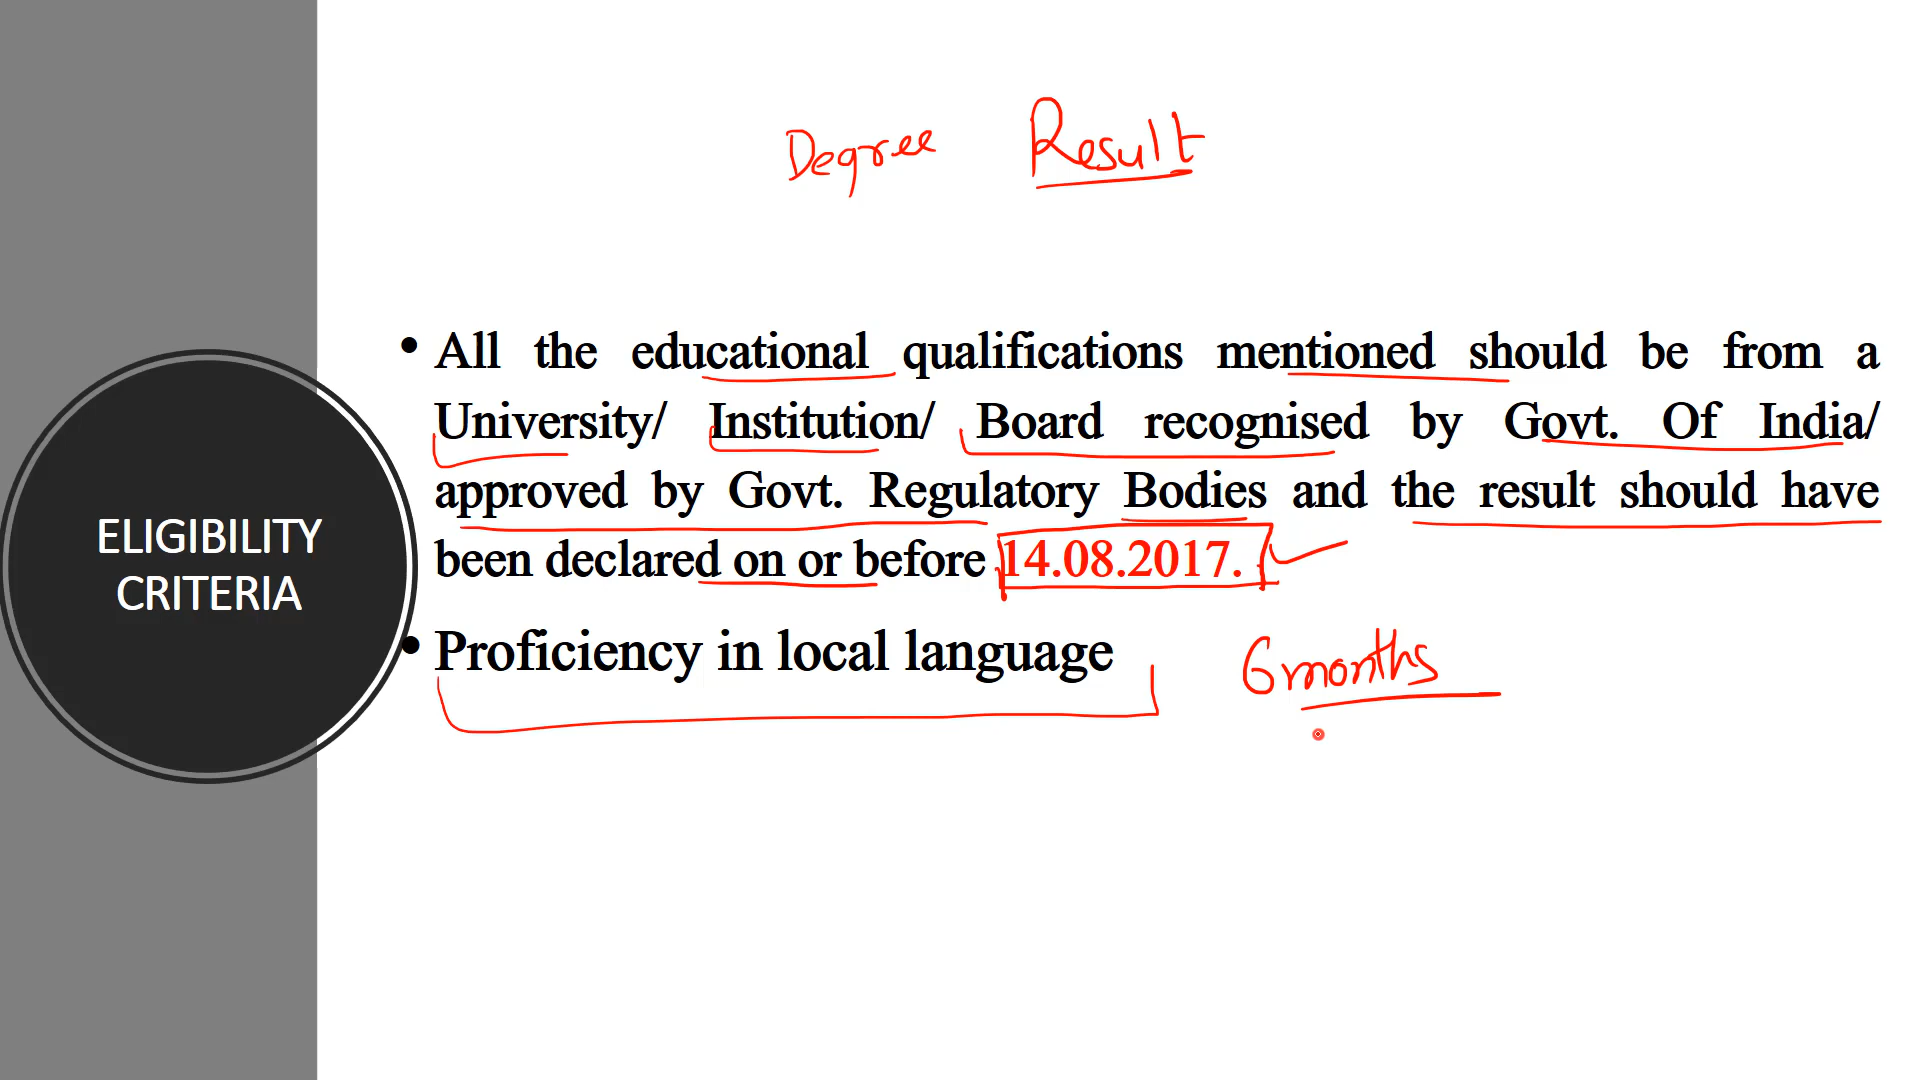 Degree Result
• All the educational qualifications mentioned should be from a
University/ Institution/ Board recognised by Govt. Of India/
approved by Govt. Regulatory Bodies and the result should have
been declared on or before 14.08.2017.
ELIGIBILITY
CRITERIA
• Proficiency in local language
6 months